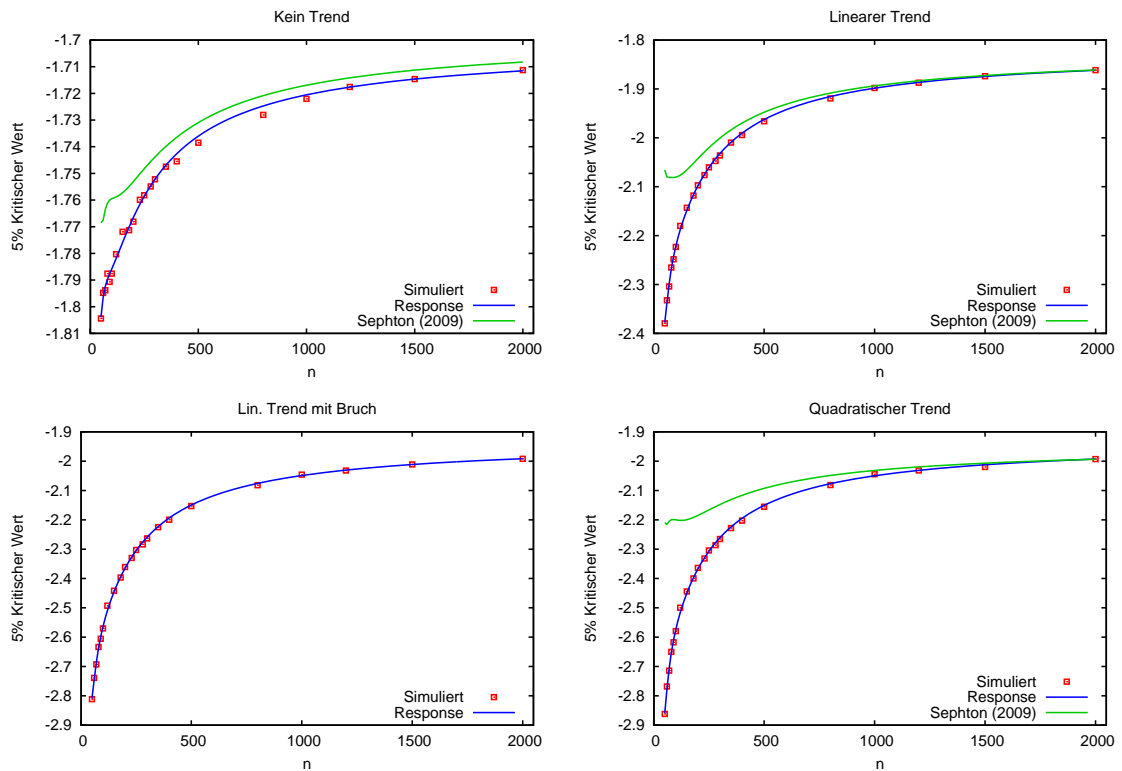 Kein Trend
-1.7
-1.71
-1.72
-1.73
-1.74
-1.75
-1.76
-1.77
-1.78
-1.79
-1.8
-1.81
5% Kritischer Wert
0 500 1000 1500 2000
n
Simuliert
Response
Sephton (2009)
Linearer Trend
-1.8
-1.9
-2
-2.1
-2.2
-2.3
-2.4
5% Kritischer Wert
0 500 1000 1500 2000
n
Simuliert
Response
Sephton (2009)
Lin. Trend mit Bruch
-1.9
-2
-2.1
-2.2
-2.3
-2.4
-2.5
-2.6
-2.7
-2.8
-2.9
5% Kritischer Wert
0 500 1000 1500 2000
n
Simuliert
Response
Quadratischer Trend
-1.9
-2
-2.1
-2.2
-2.3
-2.4
-2.5
-2.6
-2.7
-2.8
-2.9
5% Kritischer Wert
0 500 1000 1500 2000
n
Simuliert
Response
Sephton (2009)